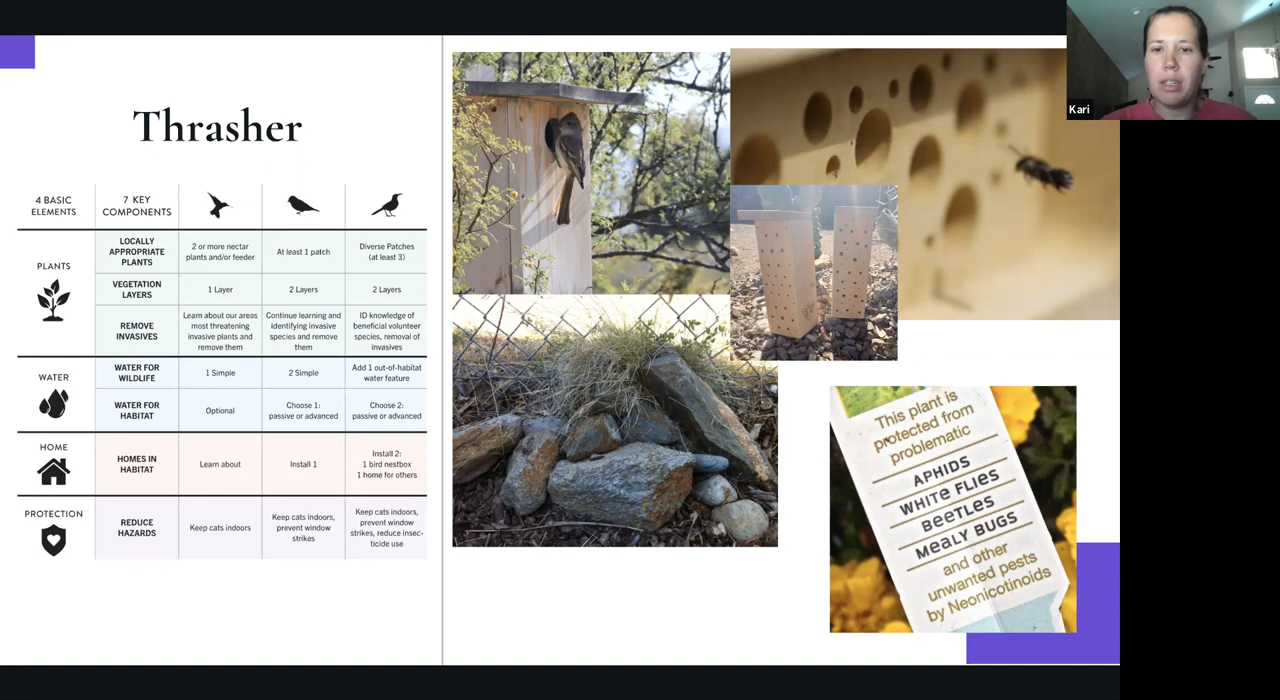 Thrasher
4 BASIC
ELEMENTS
7 KEY
COMPONENTS
PLANTS
LOCALLY
APPROPRIATE
PLANTS
2 or more nectar
plants and/or feeder
At least 1 patch
Diverse Patches
(at least 3)
VEGETATION
LAYERS
1 Layer
2 Layers
2 Layers
REMOVE
INVASIVES
Learn about our areas
most threatening
invasive plants and
remove them
Continue learning and
identifying invasive
species and remove
them
ID knowledge of
beneficial volunteer
species, removal of
invasives
WATER
WATER FOR
WILDLIFE
1 Simple
2 Simple
Add 1 out-of-habitat
water feature
WATER FOR
HABITAT
Optional
Choose 1:
passive or advanced
Choose 2:
passive or advanced
HOME
HOMES IN
HABITAT
Learn about
Install 1
Install 2:
1 bird nestbox
1 home for others
PROTECTION
REDUCE
HAZARDS
Keep cats indoors
Keep cats indoors,
prevent window
strikes
Keep cats indoors,
prevent window
strikes, reduce insec-
ticide use
This plant is
protected from
problematic
APHIDS
WHITE FLIES
BEETLES
MEALY BUGS
and other
unwanted pests
by Neonicotinoids
Kari